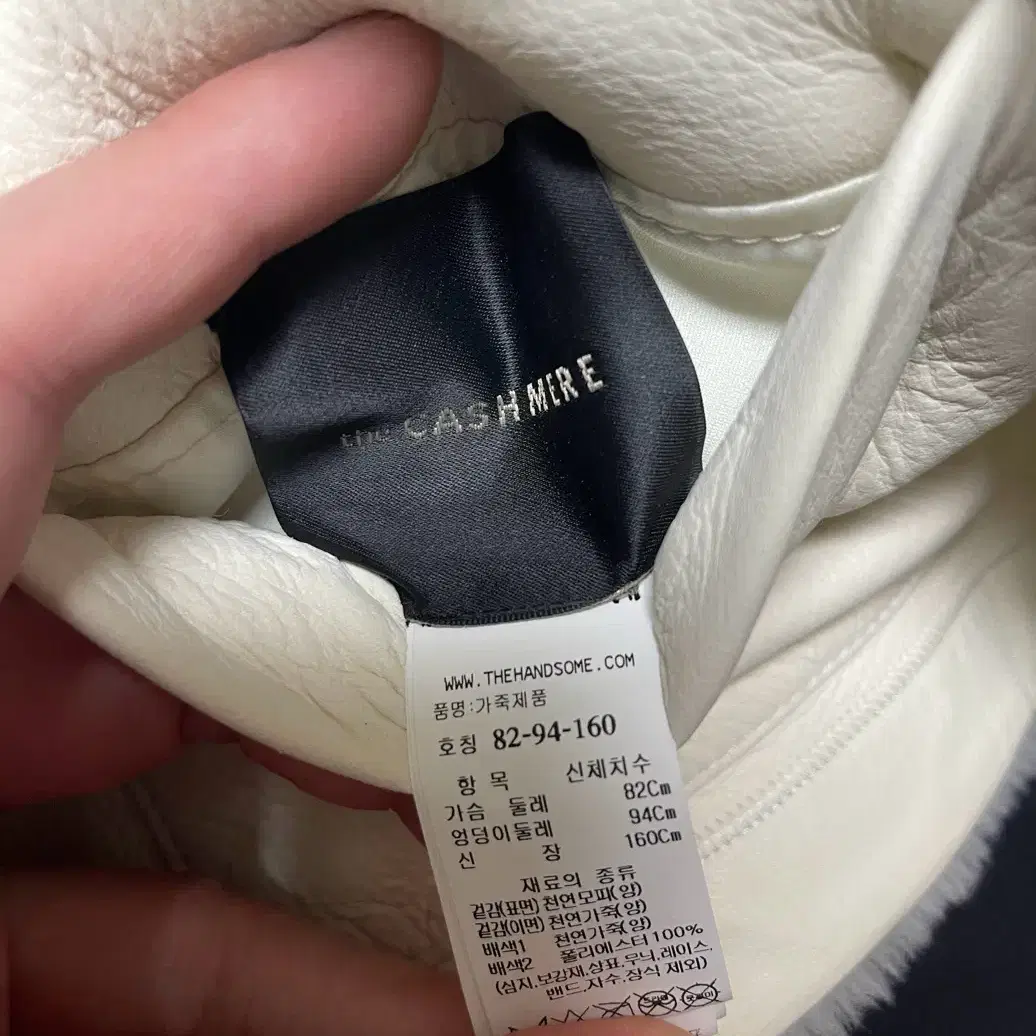 the CASHMERE
WWW.THEHANDSOME.COM
품명:가죽제품
호칭 82-94-160
항 목 신체치수
가슴 둘레 82Cm
엉덩이둘레 94Cm
신 장 160Cm
재료의 종류
겉감(표면) 천연모피(양)
겉감(이면) 천연가죽(양)
배색1 천연가죽(양)
배색2 폴리에스터 100%
(심지.보강재.상표.무늬.레이스.
밴드.자수.장식 제외)
드라이